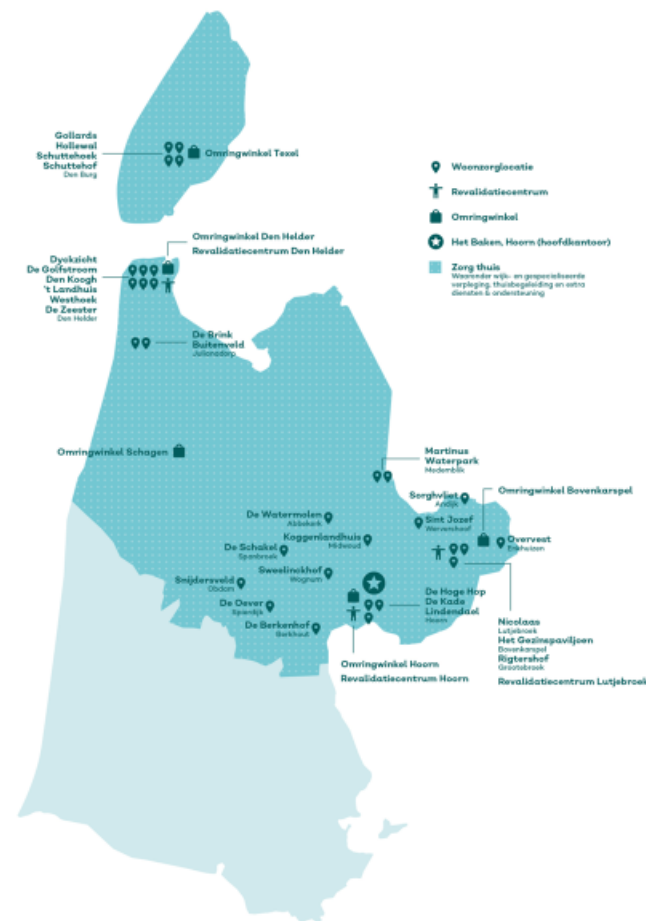 Gollards
Hollewal
Schuttehoek
Schuttehof
Den Burg
Omringwinkel Texel
Woonzorglocatie
Revalidatiecentrum
Omringwinkel
Het Baken, Hoorn (hoofdkantoor)
Zorg thuis
Waaronder wijk- en gespecialiseerde
verpleging, thuisbegeleiding en extra
diensten & ondersteuning
Omringwinkel Den Helder
Revalidatiecentrum Den Helder
Dyckzicht
De Golfstroom
Den Koogh
't Landhuis
Westhoek
De Zeester
Den Helder
De Brink
Buitenveld
Julianadorp
Omringwinkel Schagen
Martinus
Waterpark
Medemblik
Sorghvliet
Andijk
Omringwinkel Bovenkarspel
De Watermolen
Abbekerk
Sint Jozef
Wervershoof
Koggenlandhuis
Midwoud
Overvest
Enkhuizen
De Schakel
Spanbroek
Sweelinckhof
Wognum
Snijdersveld
Obdam
De Oever
Spierdijk
De Berkenhof
Berkhout
De Hoge Hop
De Kade
Lindendael
Hoorn
Nicolaas
Lutjebroek
Het Gezinspaviljoen
Bovenkarspel
Rigtershof
Grootebroek
Omringwinkel Hoorn
Revalidatiecentrum Hoorn
Revalidatiecentrum Lutjebroek